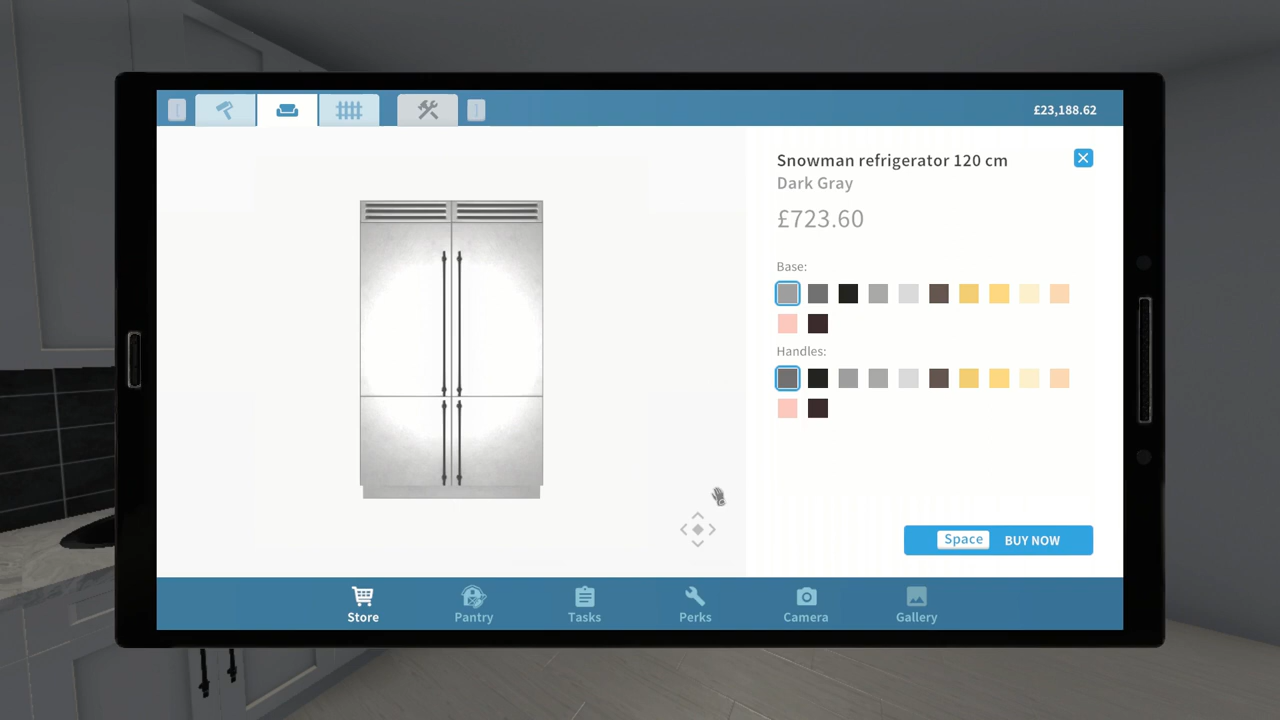 £23,188.62
Snowman refrigerator 120 cm
Dark Gray
£723.60
Base:
Handles:
Space BUY NOW
Store Pantry Tasks Perks Camera Gallery